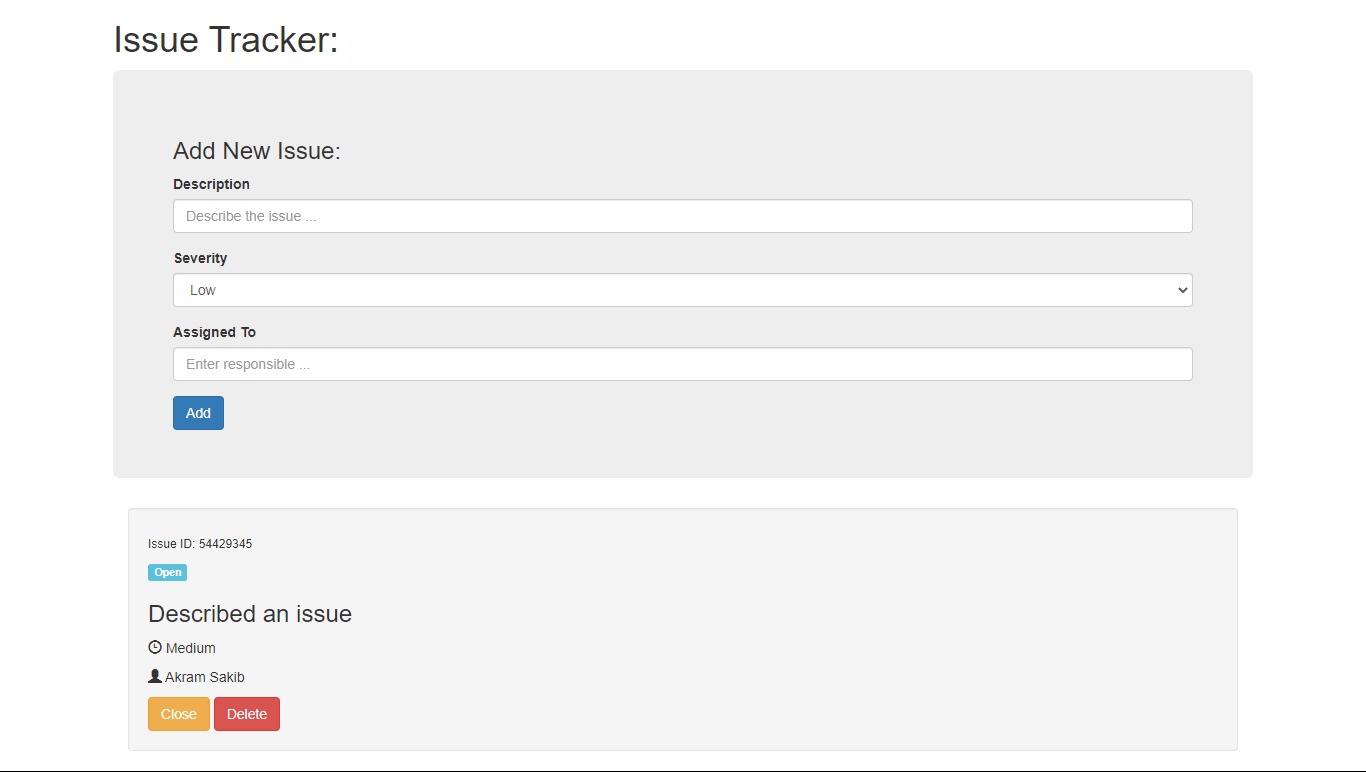 Issue Tracker:
Add New Issue:
Description
Describe the issue ...
Severity
Low
Assigned To
Enter responsible ...
Add
Issue ID: 54429345
Open
Described an issue
Medium
Akram Sakib
Close Delete